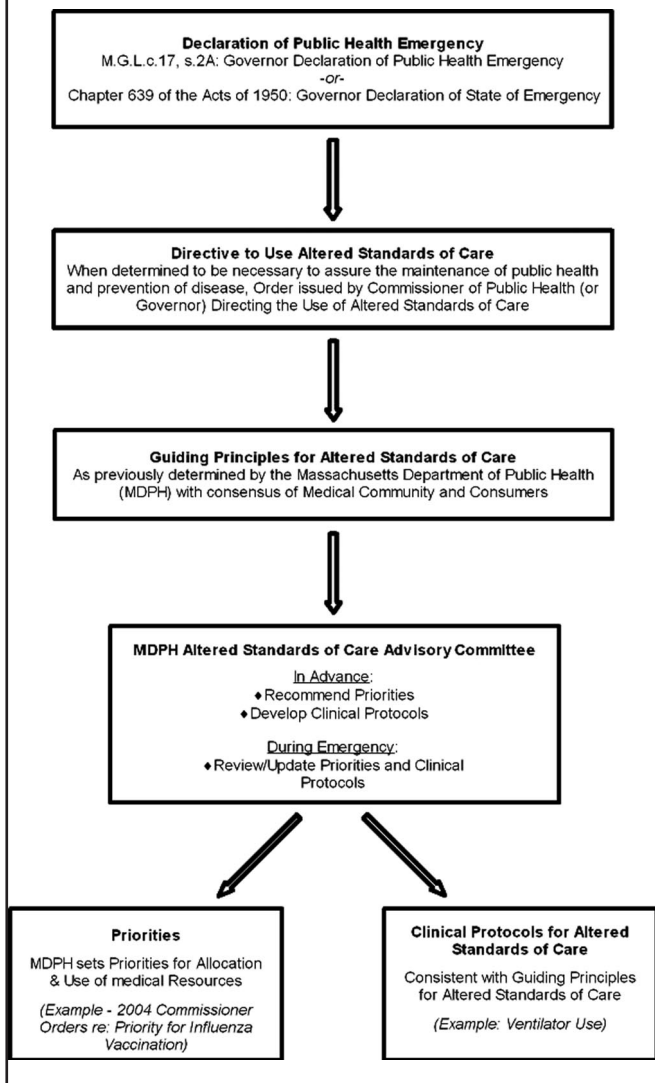 Declaration of Public Health Emergency
M.G.L.c.17, s.2A: Governor Declaration of Public Health Emergency
-or-
Chapter 639 of the Acts of 1950: Governor Declaration of State of Emergency
Directive to Use Altered Standards of Care
When determined to be necessary to assure the maintenance of public health
and prevention of disease, Order issued by Commissioner of Public Health (or
Governor) Directing the Use of Altered Standards of Care
Guiding Principles for Altered Standards of Care
As previously determined by the Massachusetts Department of Public Health
(MDPH) with consensus of Medical Community and Consumers
MDPH Altered Standards of Care Advisory Committee
In Advance:
♦Recommend Priorities
♦Develop Clinical Protocols
During Emergency:
♦Review/Update Priorities and Clinical
Protocols
Priorities
MDPH sets Priorities for Allocation
& Use of medical Resources
(Example - 2004 Commissioner
Orders re: Priority for Influenza
Vaccination)
Clinical Protocols for Altered
Standards of Care
Consistent with Guiding Principles
for Altered Standards of Care
(Example: Ventilator Use)